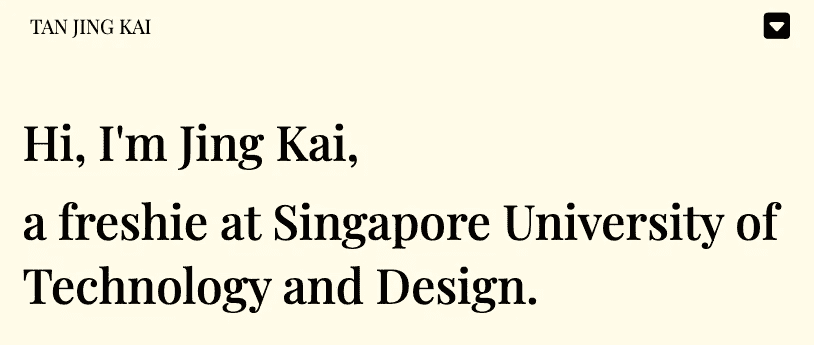 TAN JING KAI
Hi, I'm Jing Kai,
a freshie at Singapore University of
Technology and Design.